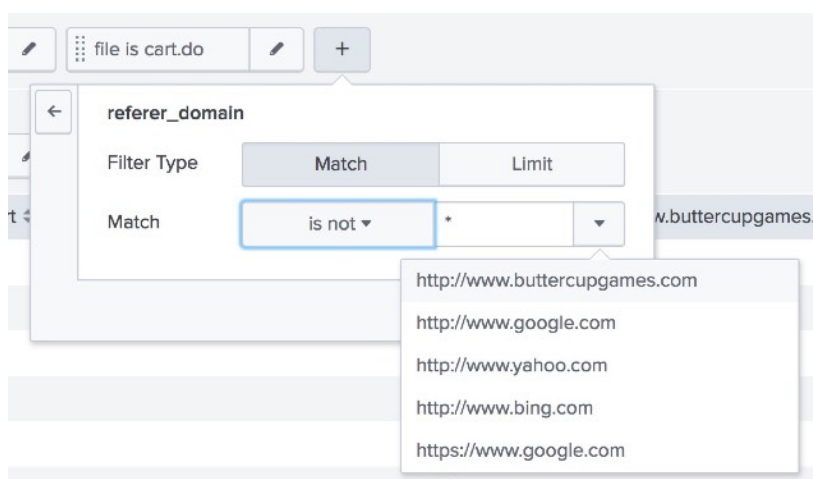 file is cart.do
+
referer_domain
Filter Type Match Limit
Match is not * w.buttercupgames.
http://www.buttercupgames.com
http://www.google.com
http://www.yahoo.com
http://www.bing.com
https://www.google.com